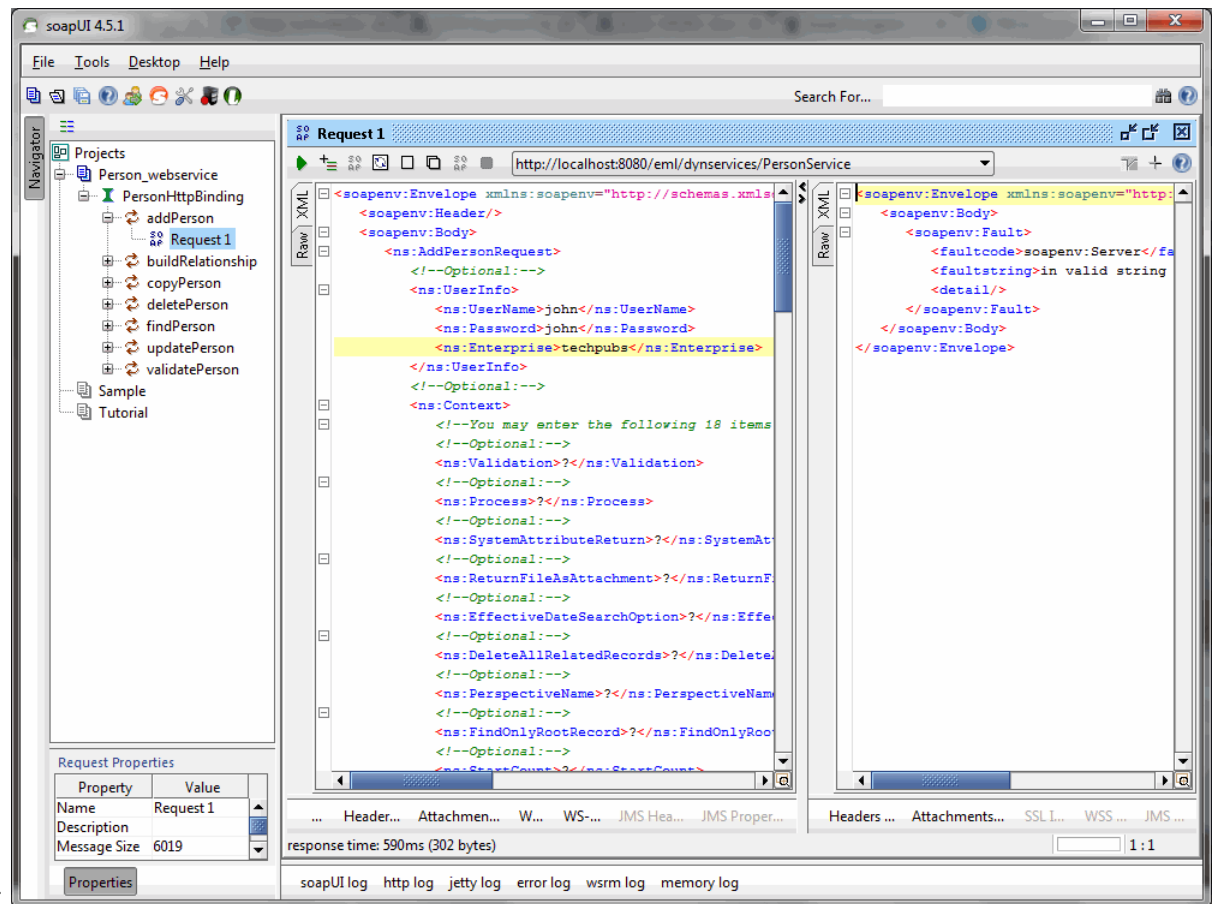 soapUI 4.5.1
File Tools Desktop Help
Search For...
Navigator
Projects
Person_webservice
PersonHttpBinding
addPerson
Request 1
buildRelationship
copyPerson
deletePerson
findPerson
updatePerson
validatePerson
Sample
Tutorial
Request Properties
Property Value
Name Request 1
Description
Message Size 6019
Properties
Request 1
http://localhost:8080/eml/dynservices/PersonService
XML
Raw
<soapenv:Envelope xmlns:soapenv="http://schemas.xmls
<soapenv:Header/>
<soapenv:Body>
<ns:AddPersonRequest>
<!--Optional:-->
<ns:UserInfo>
<ns:UserName>john</ns:UserName>
<ns:Password>john</ns:Password>
<ns:Enterprise>techpubs</ns:Enterprise>
</ns:UserInfo>
<!--Optional:-->
<ns:Context>
<!--You may enter the following 18 items
<!--Optional:-->
<ns:Validation>?</ns:Validation>
<!--Optional:-->
<ns:Process>?</ns:Process>
<!--Optional:-->
<ns:SystemAttributeReturn>?</ns:SystemAt
<!--Optional:-->
<ns:ReturnFileAsAttachment>?</ns:ReturnF
<!--Optional:-->
<ns:EffectiveDateSearchOption>?</ns:Effe
<!--Optional:-->
<ns:DeleteAllRelatedRecords>?</ns:Delete
<!--Optional:-->
<ns:PerspectiveName>?</ns:PerspectiveNam
<!--Optional:-->
<ns:FindOnlyRootRecord>?</ns:FindOnlyRoo
<!--Optional:-->
<ns:StartCount>?</ns:StartCount>
XML
Raw
<soapenv:Envelope xmlns:soapenv="http:
<soapenv:Body>
<soapenv:Fault>
<faultcode>soapenv:Server</fa
<faultstring>in valid string
<detail/>
</soapenv:Fault>
</soapenv:Body>
</soapenv:Envelope>
... Header... Attachmen... W... WS-... JMS Hea... JMS Proper...
Headers ... Attachments... SSL I... WSS ... JMS ...
response time: 590ms (302 bytes)
1 : 1
soapUI log http log jetty log error log wsrm log memory log